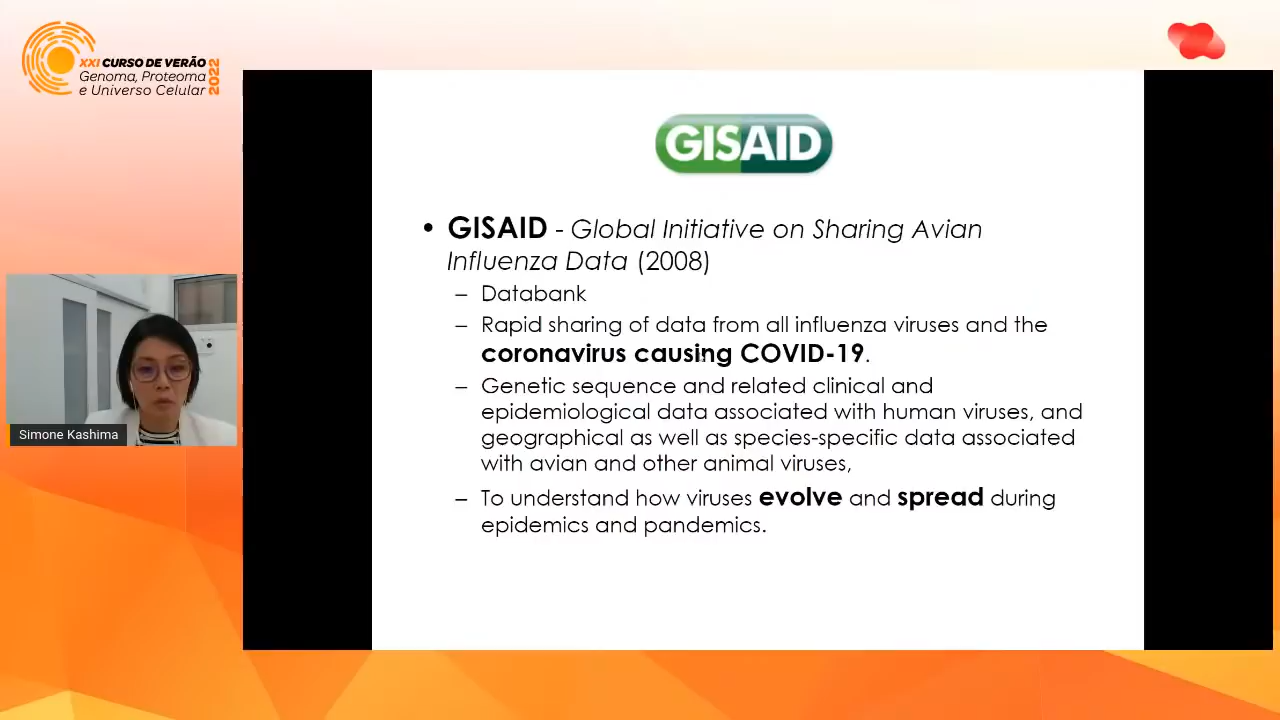 XXI CURSO DE VERÃO
Genoma, Proteoma
e Universo Celular
2022
GISAID
• GISAID - Global Initiative on Sharing Avian
Influenza Data (2008)
– Databank
– Rapid sharing of data from all influenza viruses and the
coronavirus causing COVID-19.
– Genetic sequence and related clinical and
epidemiological data associated with human viruses, and
geographical as well as species-specific data associated
with avian and other animal viruses,
– To understand how viruses evolve and spread during
epidemics and pandemics.
Simone Kashima